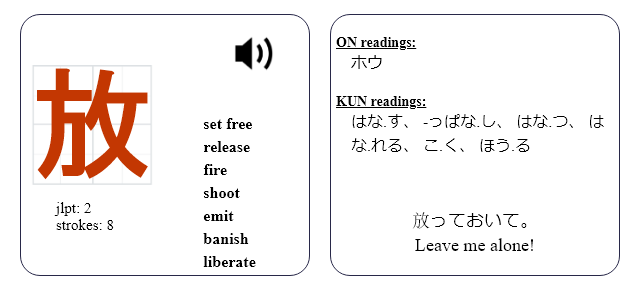 放
set free
release
fire
shoot
emit
banish
liberate
jlpt: 2
strokes: 8
ON readings:
ホウ
KUN readings:
はな.す、 -っぱな.し、 はな.つ、 は
な.れる、 こ.く、 ほう.る
放っておいて。
Leave me alone!